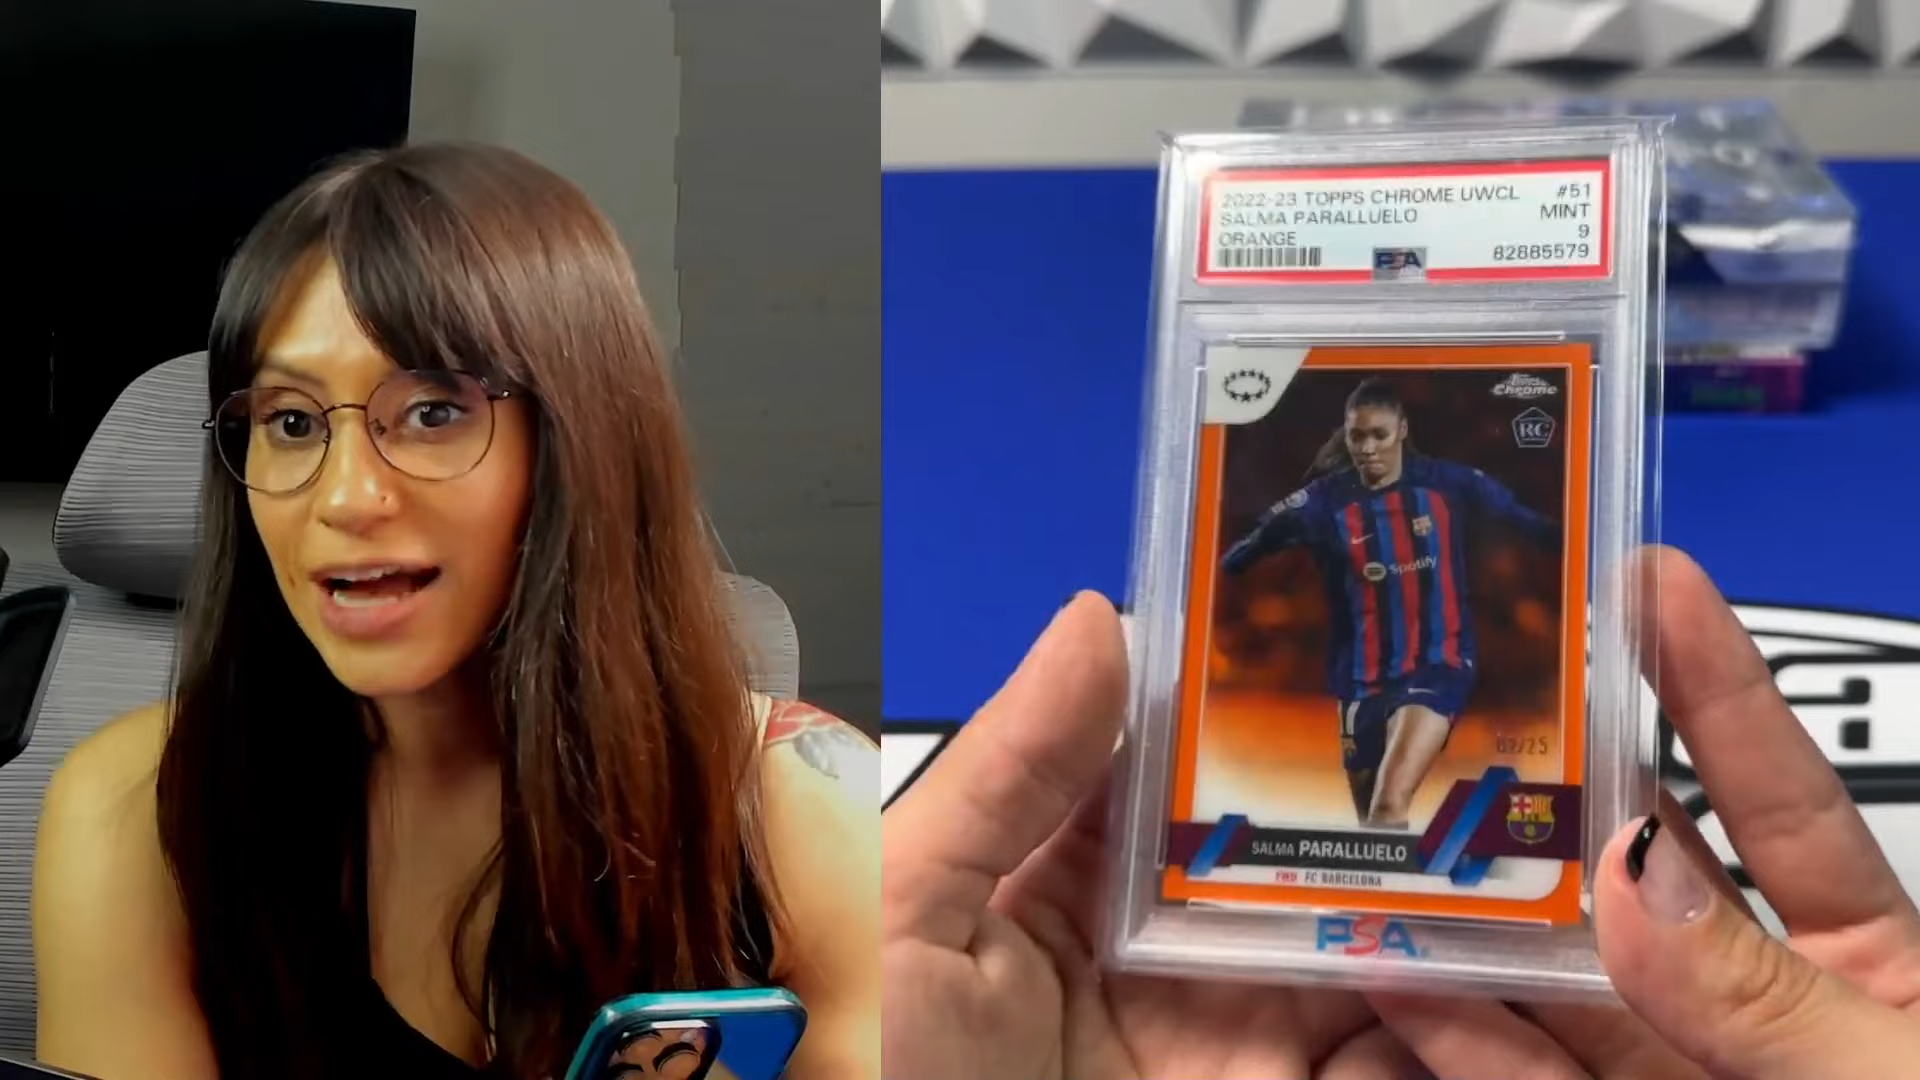 2022-23 TOPPS CHROME UWCL #51
SALMA PARALLUELO MINT
ORANGE 9
82885579
PSA
Topps
Chrome
RC
Spotify
SALMA PARALLUELO
FWD FC BARCELONA
PSA